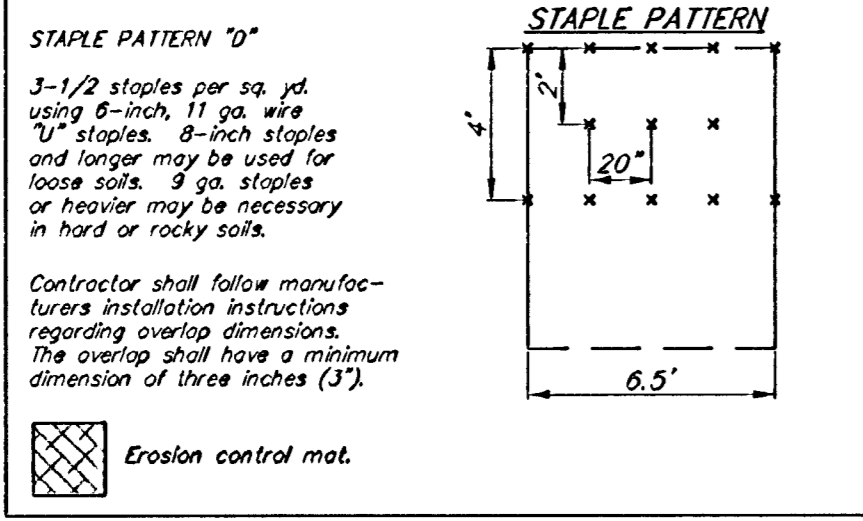 STAPLE PATTERN "D"
3-1/2 staples per sq. yd.
using 6-inch, 11 ga. wire
"U" staples. 8-inch staples
and longer may be used for
loose soils. 9 ga. staples
or heavier may be necessary
in hard or rocky soils.
Contractor shall follow manufac-
turers installation instructions
regarding overlap dimensions.
The overlap shall have a minimum
dimension of three inches (3").
Erosion control mat.
STAPLE PATTERN
4'
2'
20"
6.5'